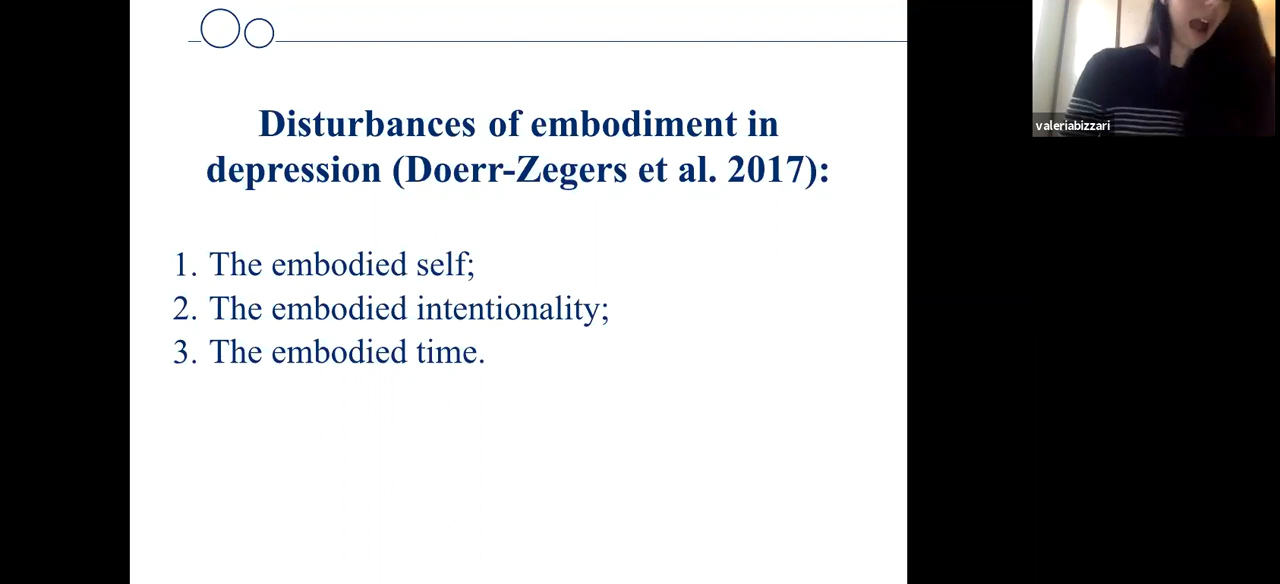 Disturbances of embodiment in
depression (Doerr-Zegers et al. 2017):
1. The embodied self;
2. The embodied intentionality;
3. The embodied time.
valeriabizzari